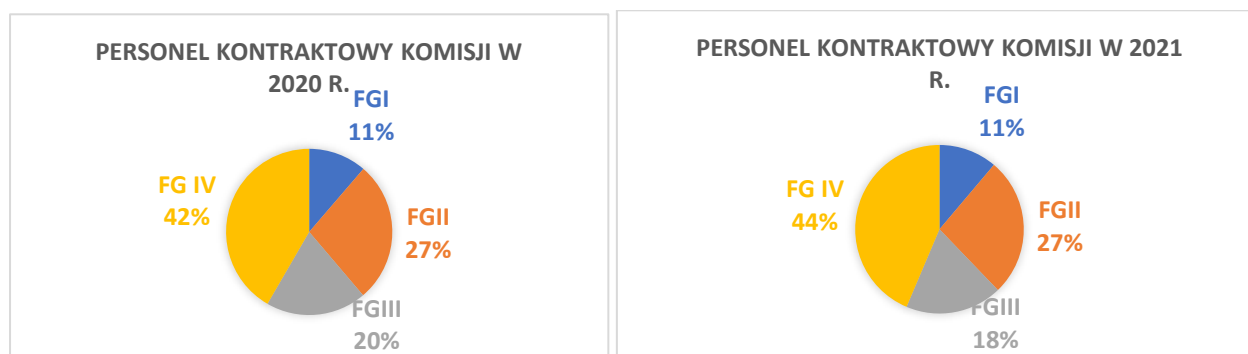 PERSONEL KONTRAKTOWY KOMISJI W
2020 R.
FGI
11%
FG IV
42%
FGII
27%
FGIII
20%
PERSONEL KONTRAKTOWY KOMISJI W 2021
R.
FGI
11%
FG IV
44%
FGII
27%
FGIII
18%